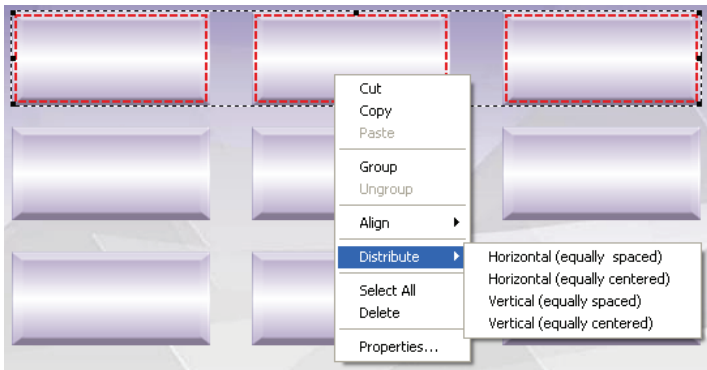 Cut
Copy
Paste
Group
Ungroup
Align
Distribute
Select All
Delete
Properties...
Horizontal (equally spaced)
Horizontal (equally centered)
Vertical (equally spaced)
Vertical (equally centered)